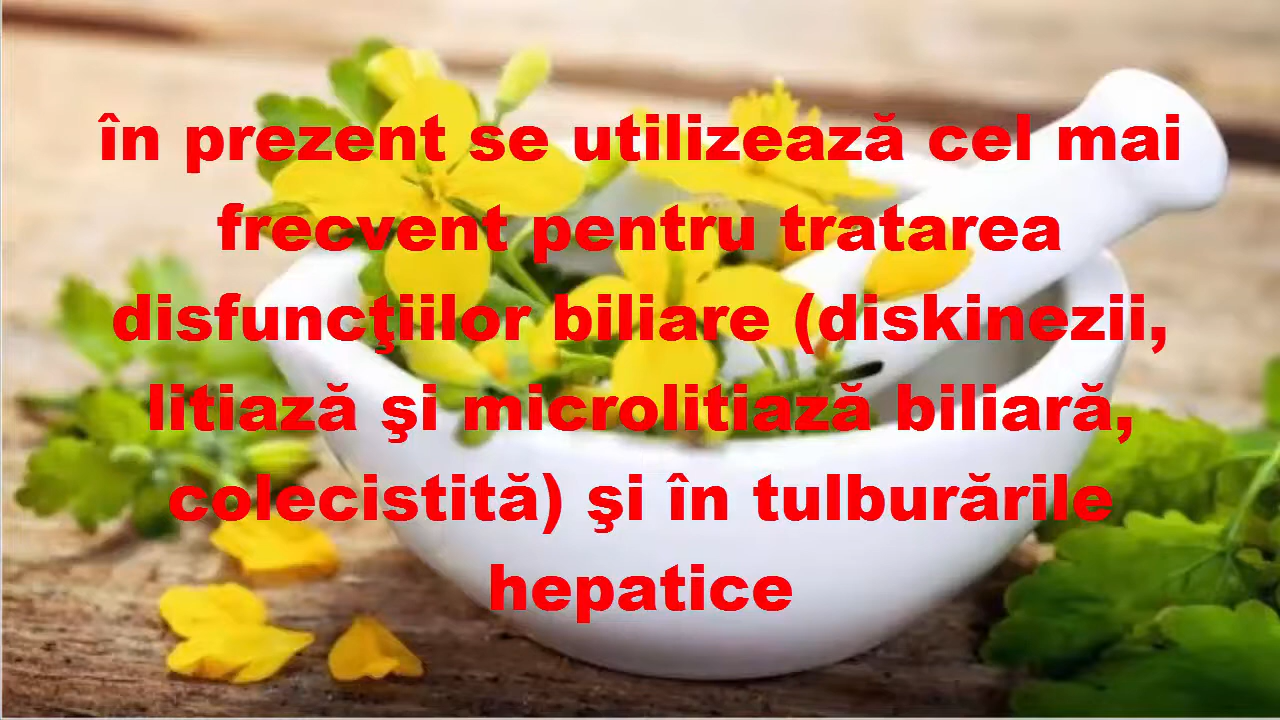 în prezent se utilizează cel mai
frecvent pentru tratarea
disfuncţiilor biliare (diskinezii,
litiază şi microlitiază biliară,
colecistită) şi în tulburările
hepatice